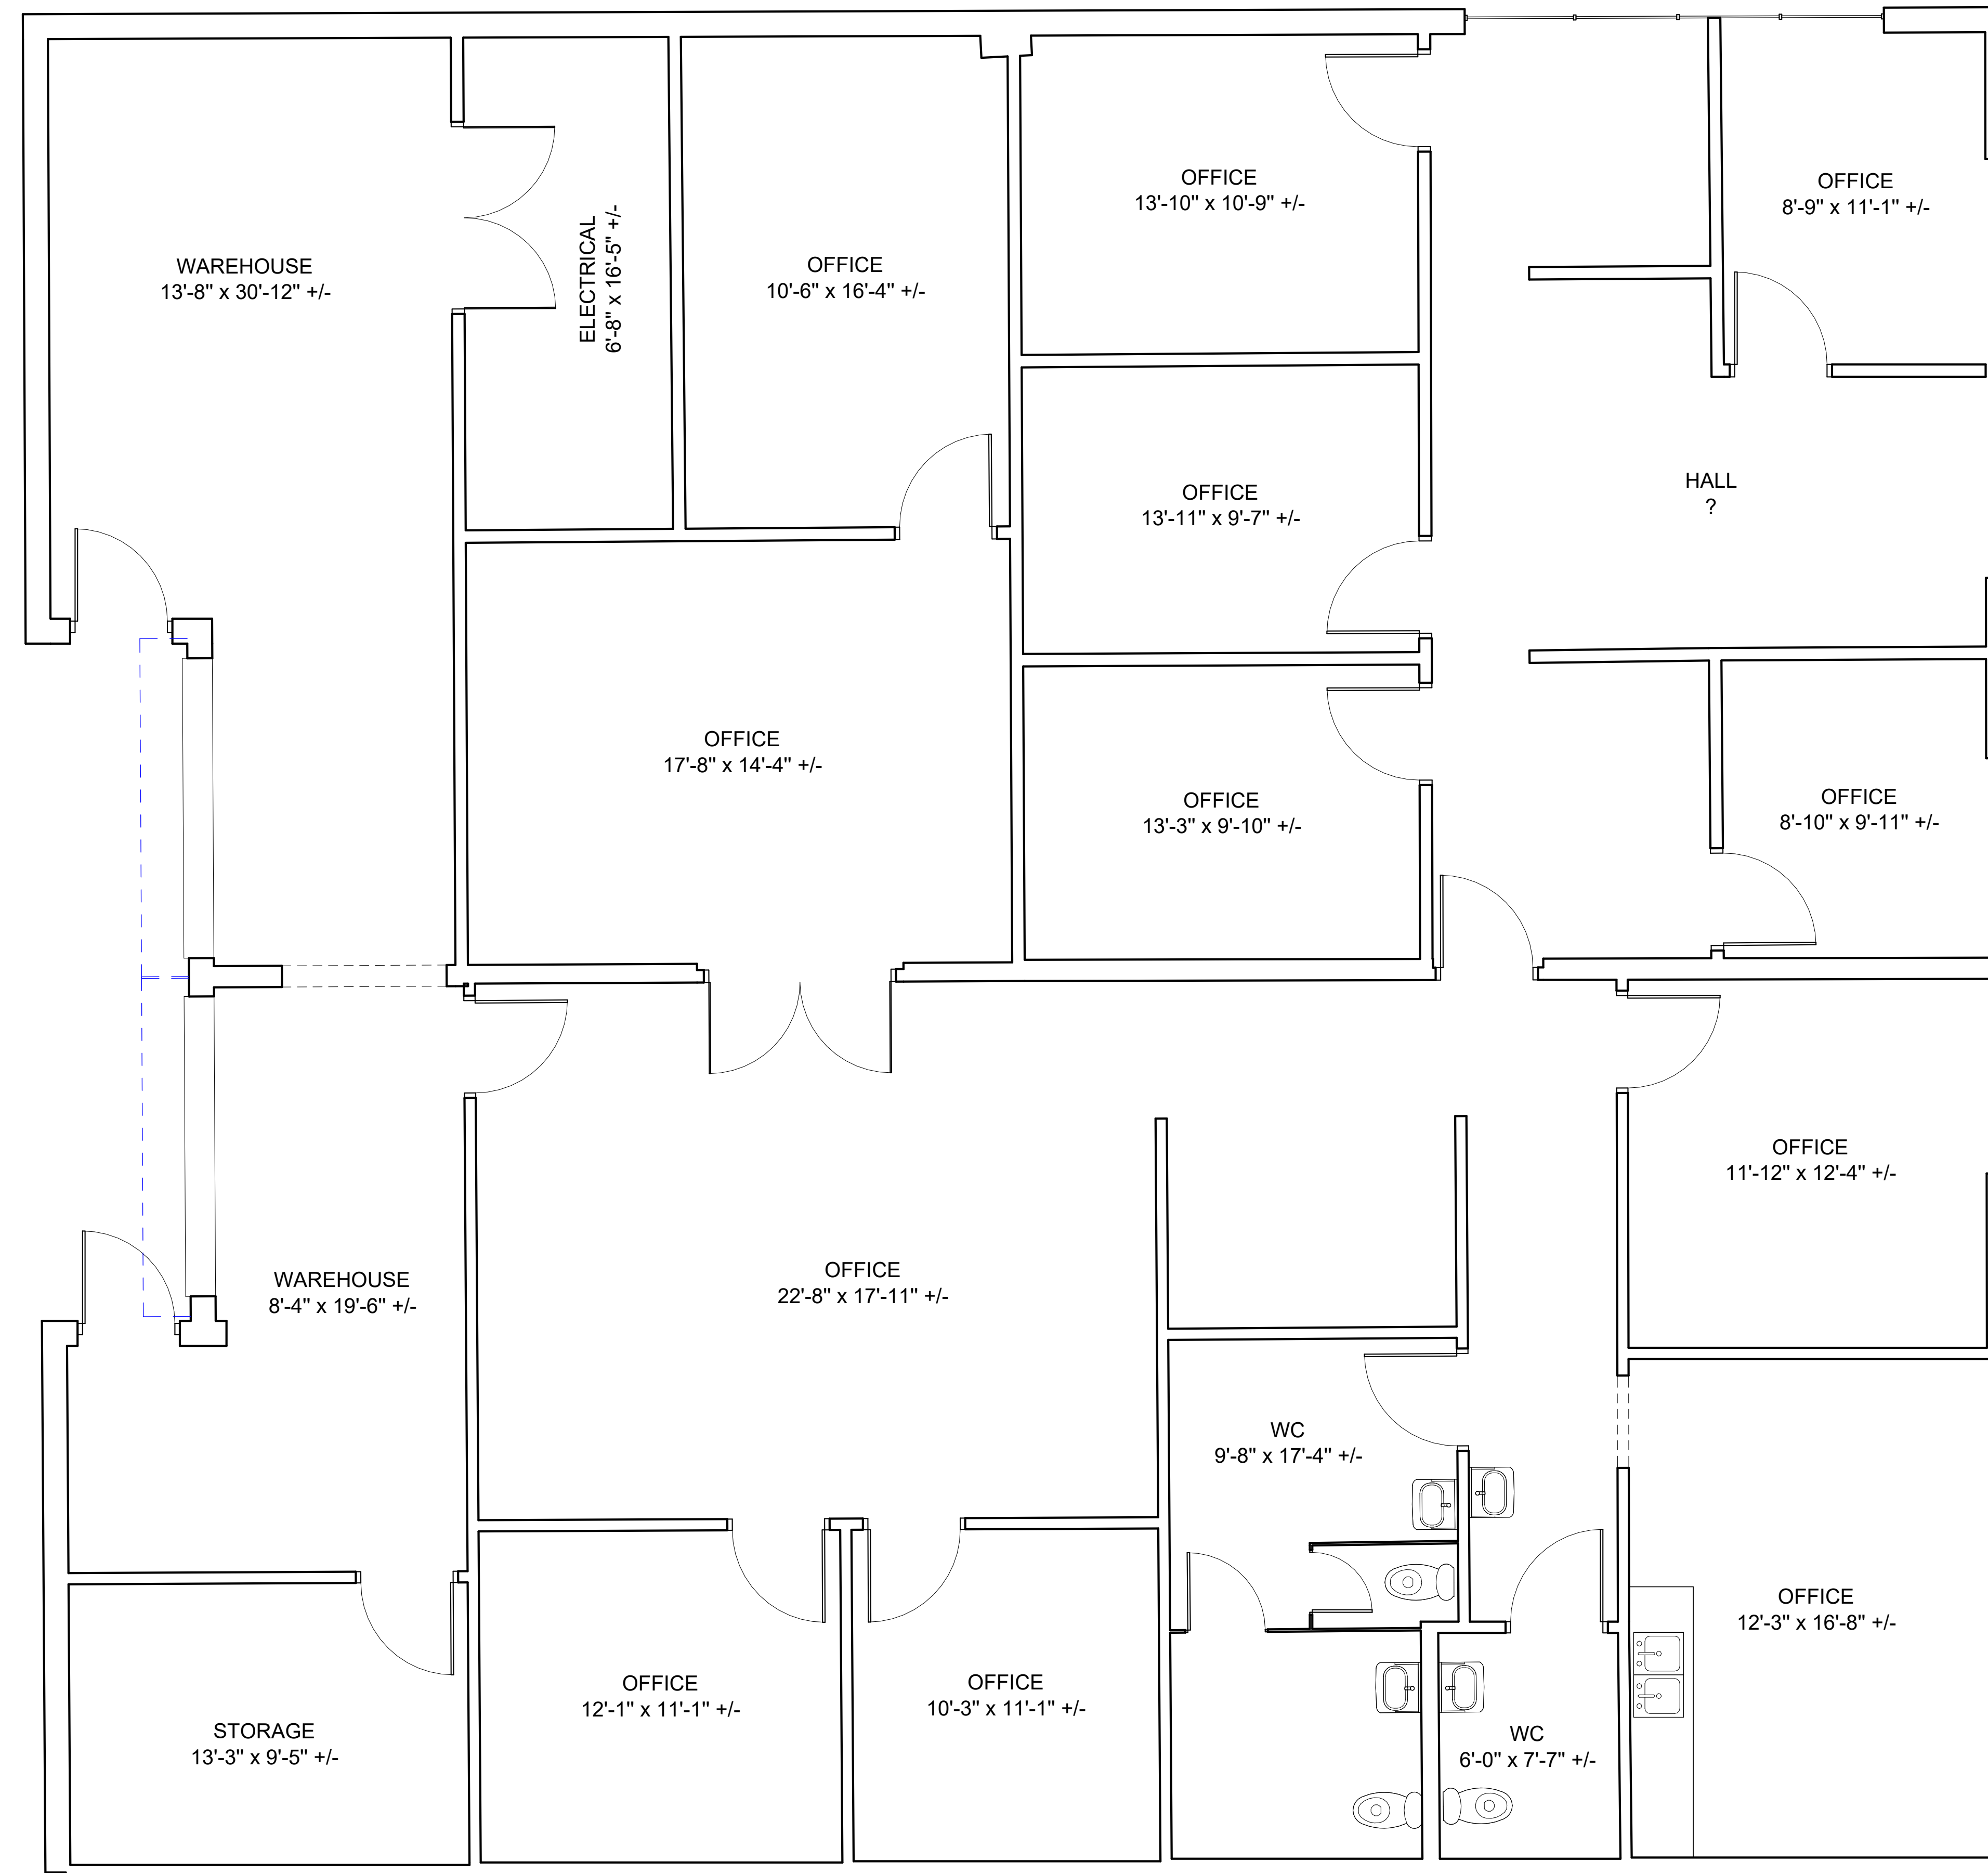 OFFICE
13'-10" x 10'-9" +/-
OFFICE
8'-9" x 11'-1" +/-
WAREHOUSE
13'-8" x 30'-12" +/-
ELECTRICAL
6'-8" x 16'-5" +/-
OFFICE
10'-6" x 16'-4" +/-
OFFICE
13'-11" x 9'-7" +/-
HALL
?
OFFICE
17'-8" x 14'-4" +/-
OFFICE
13'-3" x 9'-10" +/-
OFFICE
8'-10" x 9'-11" +/-
OFFICE
11'-12" x 12'-4" +/-
WAREHOUSE
8'-4" x 19'-6" +/-
OFFICE
22'-8" x 17'-11" +/-
WC
9'-8" x 17'-4" +/-
OFFICE
12'-3" x 16'-8" +/-
STORAGE
13'-3" x 9'-5" +/-
OFFICE
12'-1" x 11'-1" +/-
OFFICE
10'-3" x 11'-1" +/-
WC
6'-0" x 7'-7" +/-